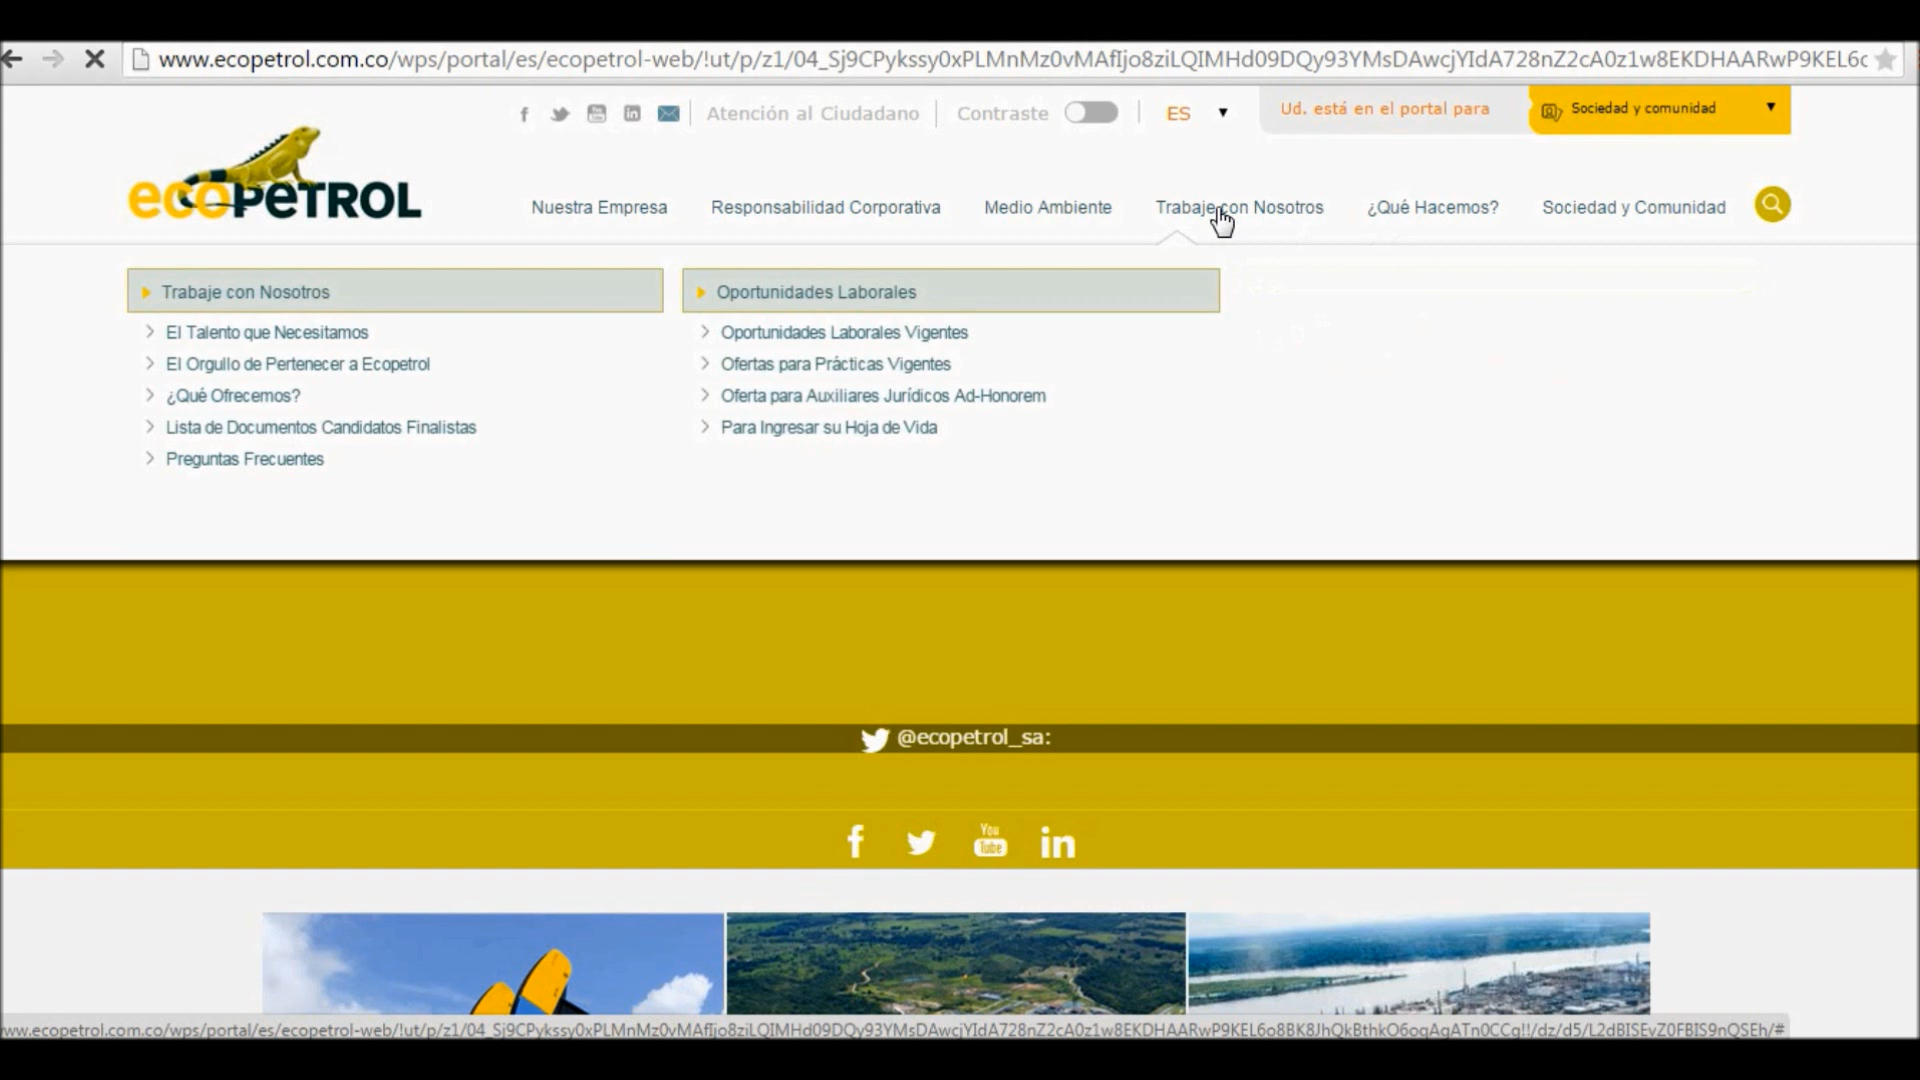 www.ecopetrol.com.co/wps/portal/es/ecopetrol-web/!ut/p/z1/04_Sj9CPykssy0xPLMnMz0vMAfIjo8ziLQIMHd09DQy93YMsDAwcjYIdA728nZ2cA0z1w8EKDHAARwP9KEL6c
Atención al Ciudadano
Contraste
ES
Ud. está en el portal para
Sociedad y comunidad
ecopetrol
Nuestra Empresa
Responsabilidad Corporativa
Medio Ambiente
Trabaje con Nosotros
¿Qué Hacemos?
Sociedad y Comunidad
Trabaje con Nosotros
El Talento que Necesitamos
El Orgullo de Pertenecer a Ecopetrol
¿Qué Ofrecemos?
Lista de Documentos Candidatos Finalistas
Preguntas Frecuentes
Oportunidades Laborales
Oportunidades Laborales Vigentes
Ofertas para Prácticas Vigentes
Oferta para Auxiliares Jurídicos Ad-Honorem
Para Ingresar su Hoja de Vida
@ecopetrol_sa:
You
Tube
www.ecopetrol.com.co/wps/portal/es/ecopetrol-web/!ut/p/z1/04_Sj9CPykssy0xPLMnMz0vMAfIjo8ziLQIMHd09DQy93YMsDAwcjYIdA728nZ2cA0z1w8EKDHAARwP9KEL6o8BK8JhQkBthkO6oqAgATn0CCg!!/dz/d5/L2dBISEvZ0FBIS9nQSEh/#